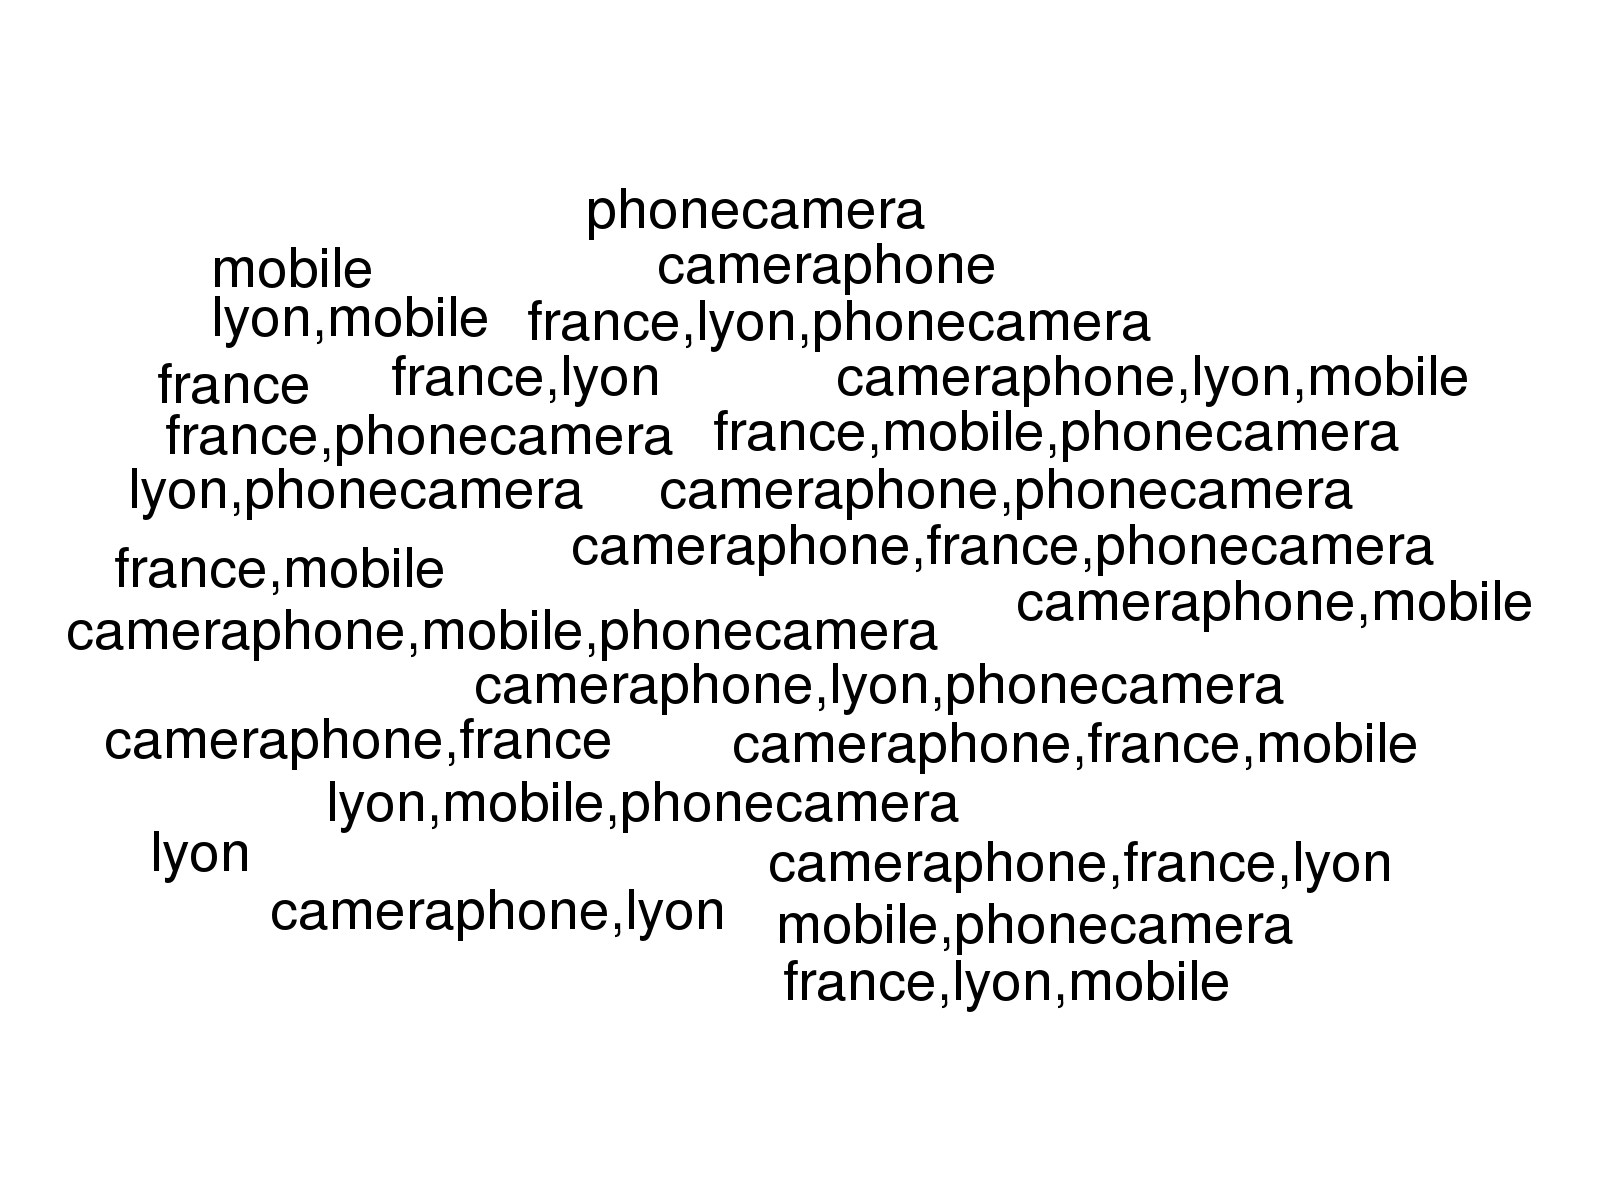 phonecamera
mobile
cameraphone
lyon,mobile
france,lyon,phonecamera
france
france,lyon
cameraphone,lyon,mobile
france,phonecamera
france,mobile,phonecamera
lyon,phonecamera
cameraphone,phonecamera
cameraphone,france,phonecamera
france,mobile
cameraphone,mobile
cameraphone,mobile,phonecamera
cameraphone,lyon,phonecamera
cameraphone,france
cameraphone,france,mobile
lyon,mobile,phonecamera
lyon
cameraphone,france,lyon
cameraphone,lyon
mobile,phonecamera
france,lyon,mobile